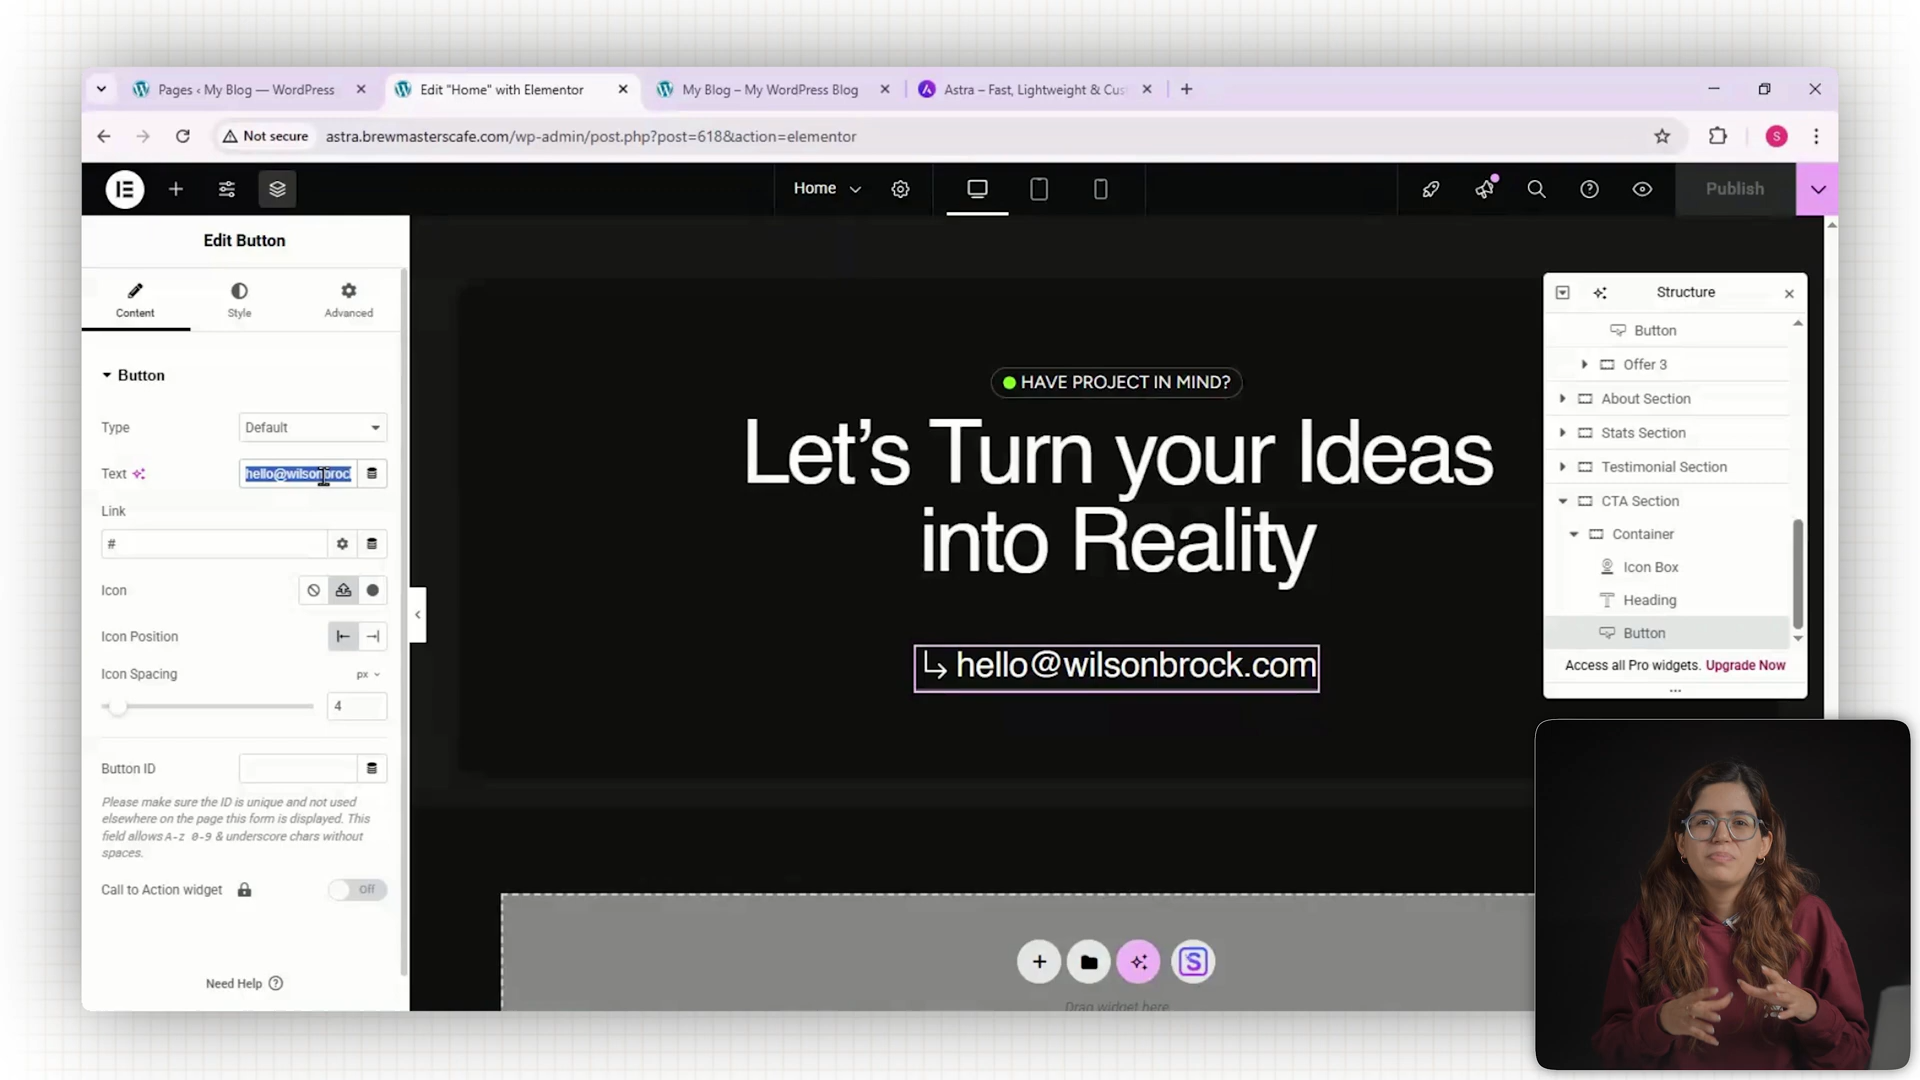 Pages ‹ My Blog — WordPress
Edit "Home" with Elementor
My Blog – My WordPress Blog
Astra – Fast, Lightweight & Cus
Not secure
astra.brewmasterscafe.com/wp-admin/post.php?post=618&action=elementor
S
Home
Publish
Edit Button
Content
Style
Advanced
Button
Type
Default
Text
hello@wilsonbrock
Link
#
Icon
Icon Position
Icon Spacing
px
4
Button ID
Please make sure the ID is unique and not used
elsewhere on the page this form is displayed. This
field allows A-z 0-9 & underscore chars without
spaces.
Call to Action widget
Off
Need Help
HAVE PROJECT IN MIND?
Let's Turn your Ideas
into Reality
hello@wilsonbrock.com
Drag widget here
Structure
Button
Offer 3
About Section
Stats Section
Testimonial Section
CTA Section
Container
Icon Box
Heading
Button
Access all Pro widgets. Upgrade Now